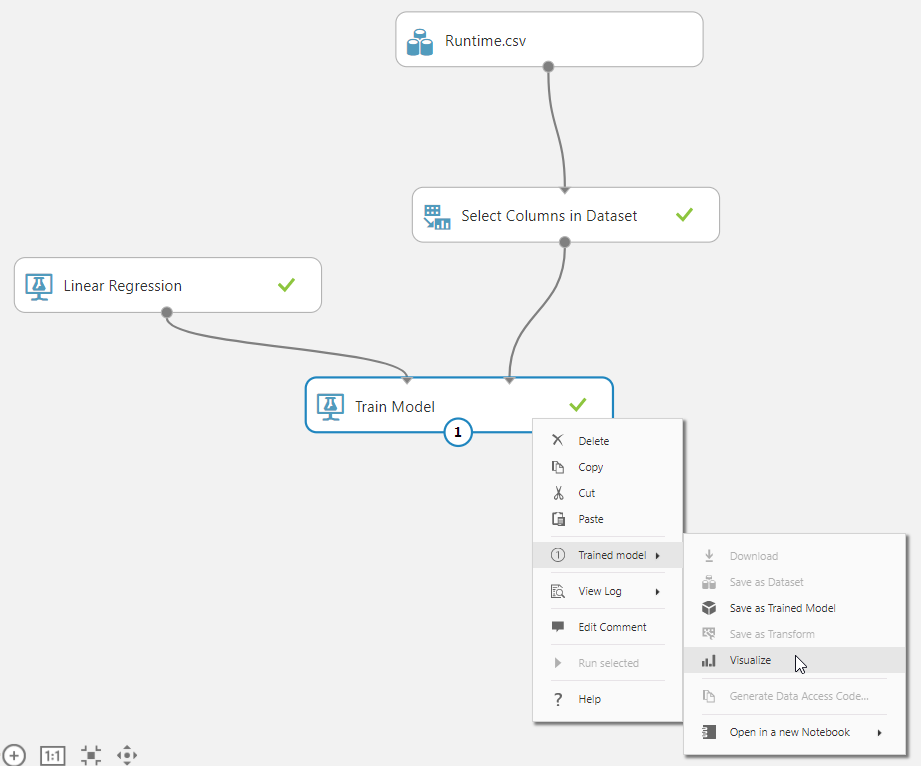 Runtime.csv
Select Columns in Dataset
Linear Regression
Train Model
1
Delete
Copy
Cut
Paste
1 Trained model
View Log
Edit Comment
Run selected
? Help
Download
Save as Dataset
Save as Trained Model
Save as Transform
Visualize
Generate Data Access Code...
Open in a new Notebook
1:1